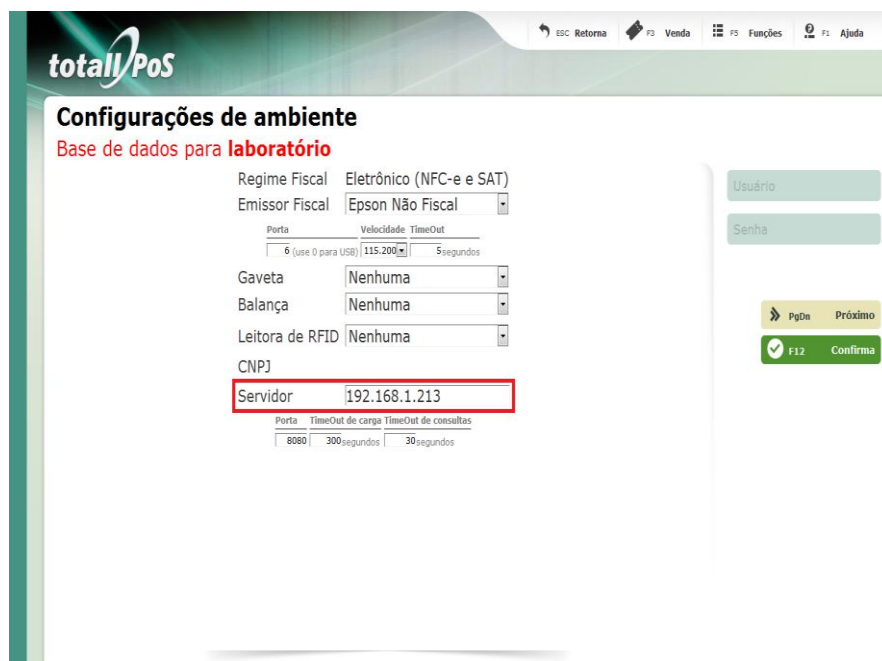 ESC Retorna F3 Venda F5 Funções F1 Ajuda
totall PoS
Configurações de ambiente
Base de dados para laboratório
Regime Fiscal Eletrônico (NFC-e e SAT)
Emissor Fiscal Epson Não Fiscal
Porta Velocidade TimeOut
6 (use 0 para USB) 115.200 5 segundos
Gaveta Nenhuma
Balança Nenhuma
Leitora de RFID Nenhuma
CNPJ
Servidor 192.168.1.213
Porta TimeOut de carga TimeOut de consultas
8080 300 segundos 30 segundos
Usuário
Senha
PgDn Próximo
F12 Confirma